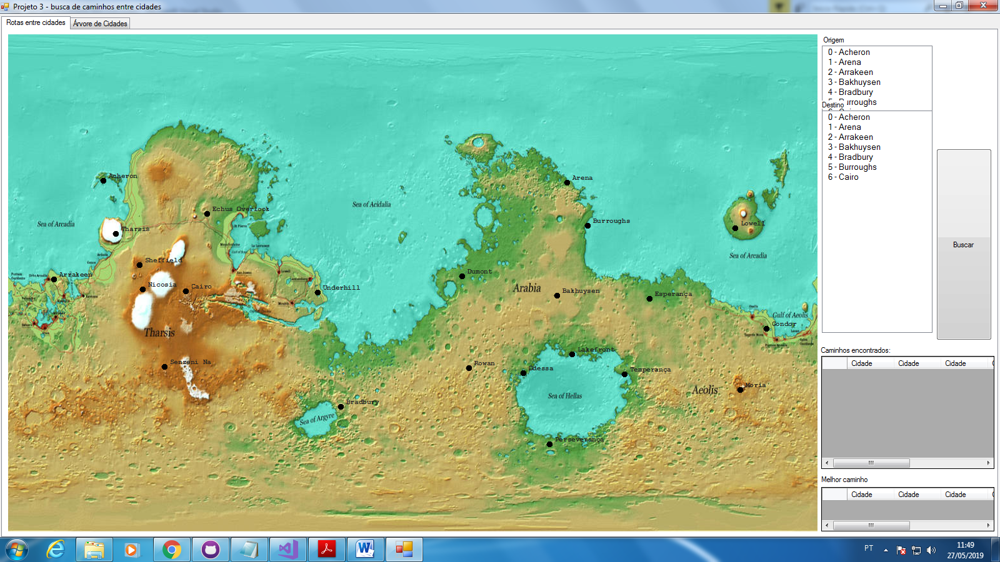 Projeto 3 - busca de caminhos entre cidades
Rotas entre cidades
Árvore de Cidades
Origem
0 - Acheron
1 - Arena
2 - Arrakeen
3 - Bakhuysen
4 - Bradbury
Destino
0 - Acheron
1 - Arena
2 - Arrakeen
3 - Bakhuysen
4 - Bradbury
5 - Burroughs
6 - Cairo
Buscar
Caminhos encontrados:
Cidade Cidade Cidade
Melhor caminho
Cidade Cidade Cidade
Acheron
Arena
Echus Overlook
Sea of Acidalia
Sea of Arcadia
Burroughs
Lowell
Tharsis
Sea of Arcadia
Sheffield
Arrakeen
Dumont
Nicosia
Cairo
Underhill
Arabia
Bakhuysen
Esperança
Gulf of Aeolis
Gondor
Tharsis
Lakefront
Senzeni Na
Rowan
Odessa
Temperança
Moria
Aeolis
Sea of Hellas
Bradbury
Sea of Argyre
Perseverança
PT
11:49
27/05/2019